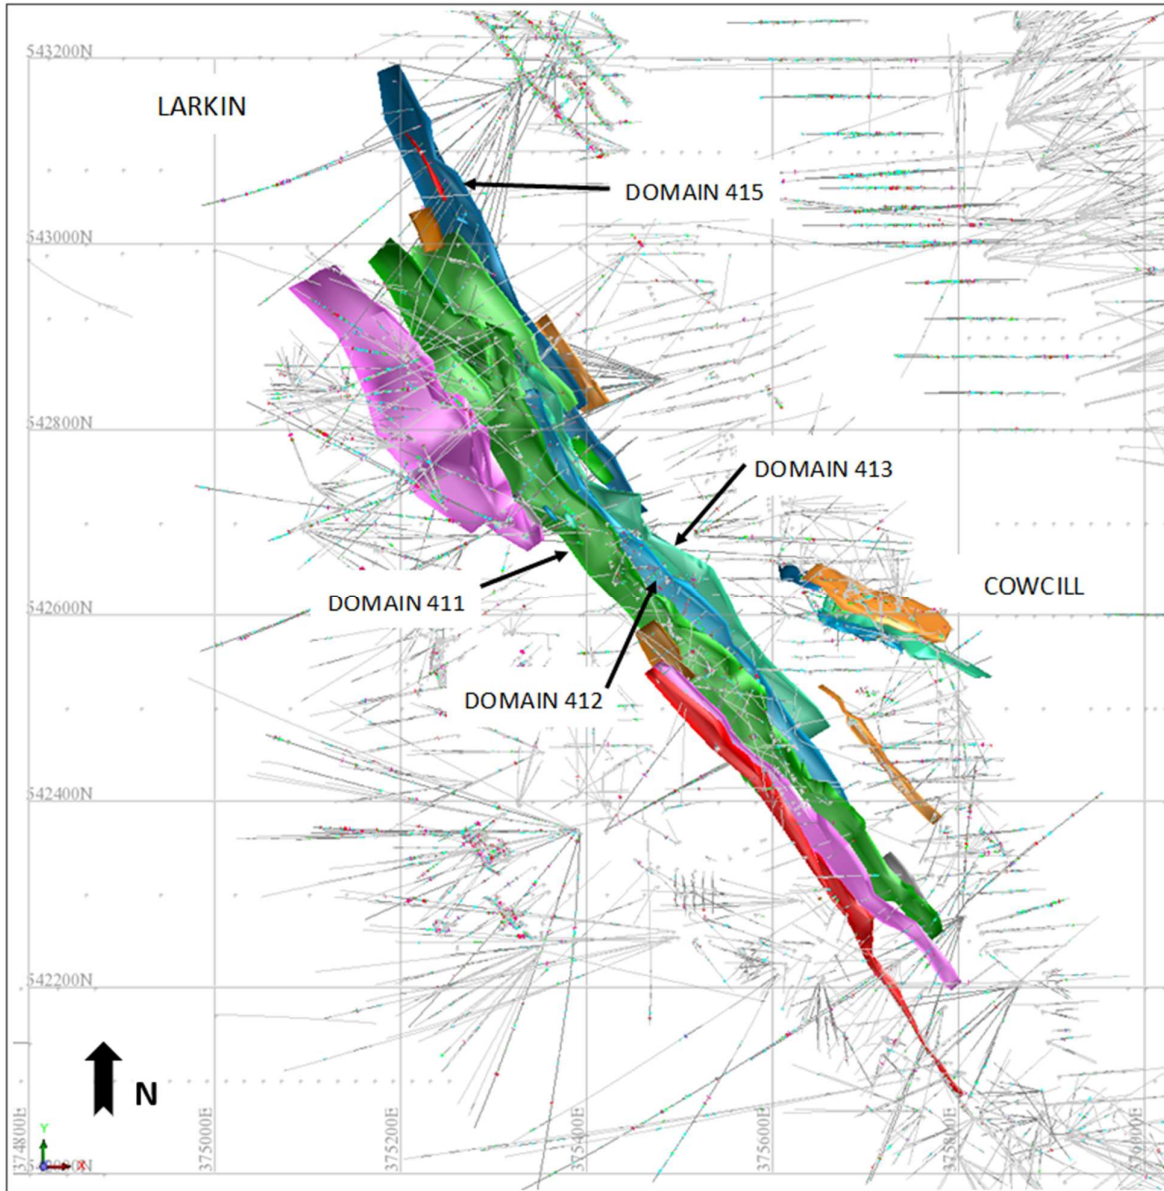 543200N
LARKIN
DOMAIN 415
543000N
542800N
DOMAIN 413
COWCILL
542600N
DOMAIN 411
DOMAIN 412
542400N
542200N
N
Y
X
374800E
375000E
375200E
375400E
375600E
375800E